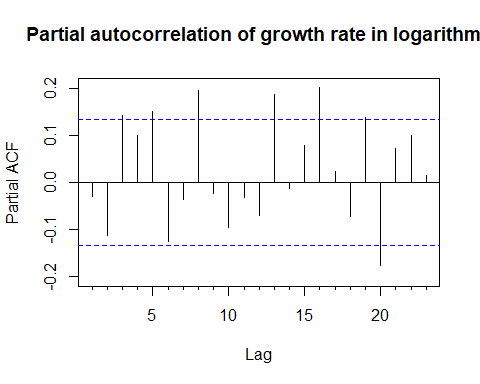 Partial autocorrelation of growth rate in logarithm
Partial ACF
0.2
0.1
0.0
-0.1
-0.2
5 10 15 20
Lag